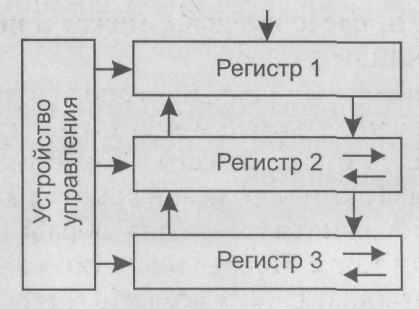 Устройство
управления
Регистр 1
Регистр 2
Регистр 3